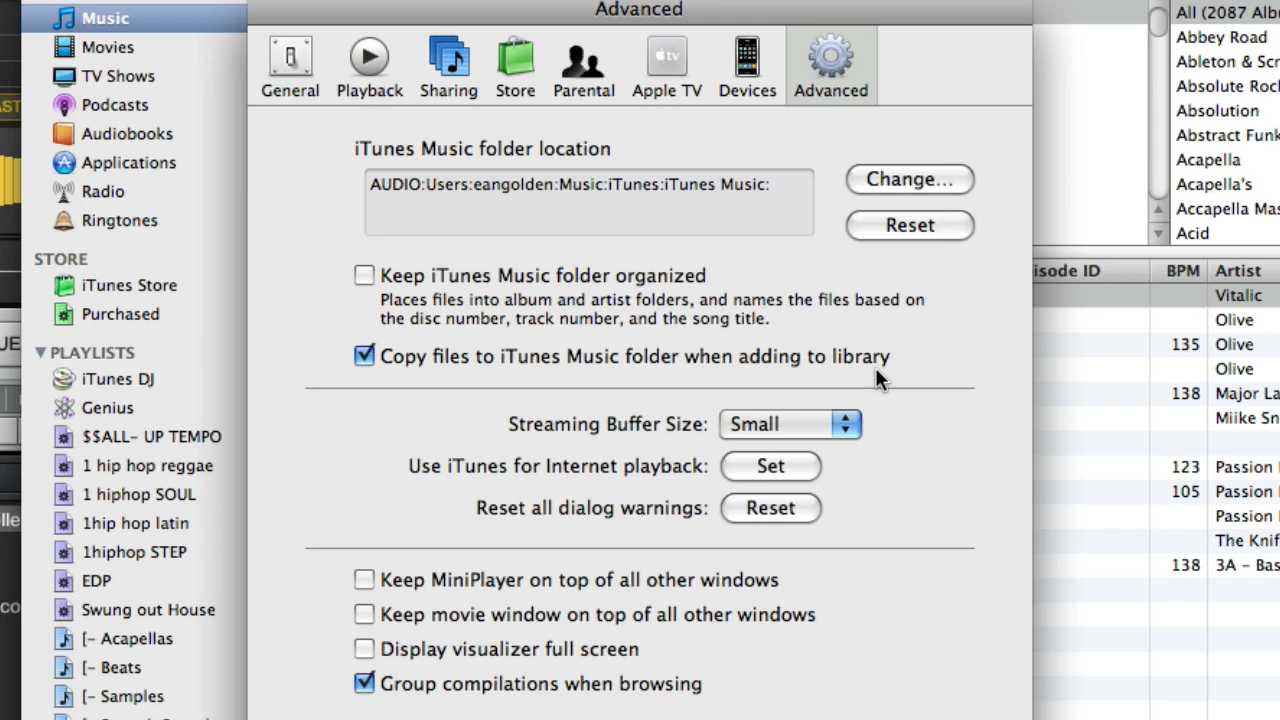 Advanced
General
Playback
Sharing
Store
Parental
Apple TV
Devices
Advanced
Music
Movies
TV Shows
Podcasts
Audiobooks
Applications
Radio
Ringtones
STORE
iTunes Store
Purchased
PLAYLISTS
iTunes DJ
Genius
$$ALL- UP TEMPO
1 hip hop reggae
1 hiphop SOUL
1hip hop latin
1hiphop STEP
EDP
Swung out House
[- Acapellas
[- Beats
[- Samples
iTunes Music folder location
AUDIO:Users:eangolden:Music:iTunes:iTunes Music:
Change...
Reset
Keep iTunes Music folder organized
Places files into album and artist folders, and names the files based on
the disc number, track number, and the song title.
Copy files to iTunes Music folder when adding to library
Streaming Buffer Size: Small
Use iTunes for Internet playback: Set
Reset all dialog warnings: Reset
Keep MiniPlayer on top of all other windows
Keep movie window on top of all other windows
Display visualizer full screen
Group compilations when browsing
All (2087 Albu
Abbey Road
Ableton & Scr
Absolute Rock
Absolution
Abstract Funk
Acapella
Acapella's
Accapella Mas
Acid
isode ID BPM Artist
Vitalic
Olive
135 Olive
Olive
138 Major La
Miike Sn
123 Passion
105 Passion
Passion
The Knif
138 3A - Bas